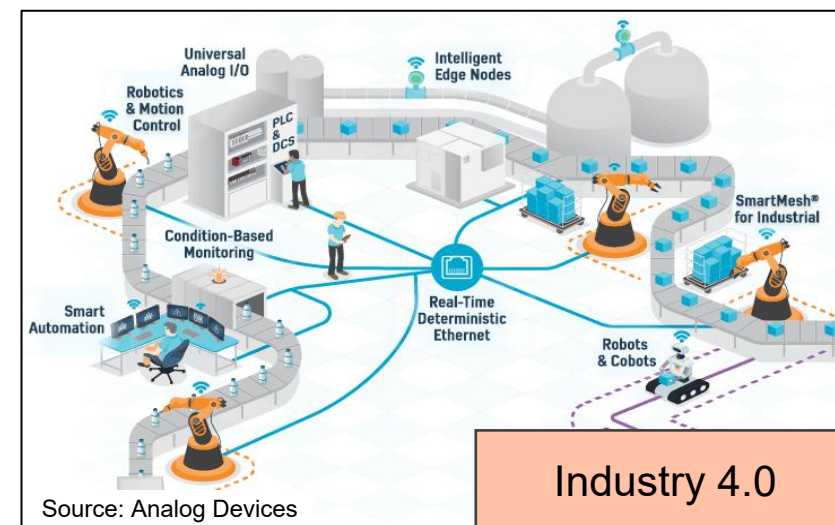 Universal
Analog I/O
Intelligent
Edge Nodes
Robotics
& Motion
Control
PLC
&
DCS
SmartMesh®
for Industrial
Condition-Based
Monitoring
Smart
Automation
Real-Time
Deterministic
Ethernet
Robots
& Cobots
Industry 4.0
Source: Analog Devices